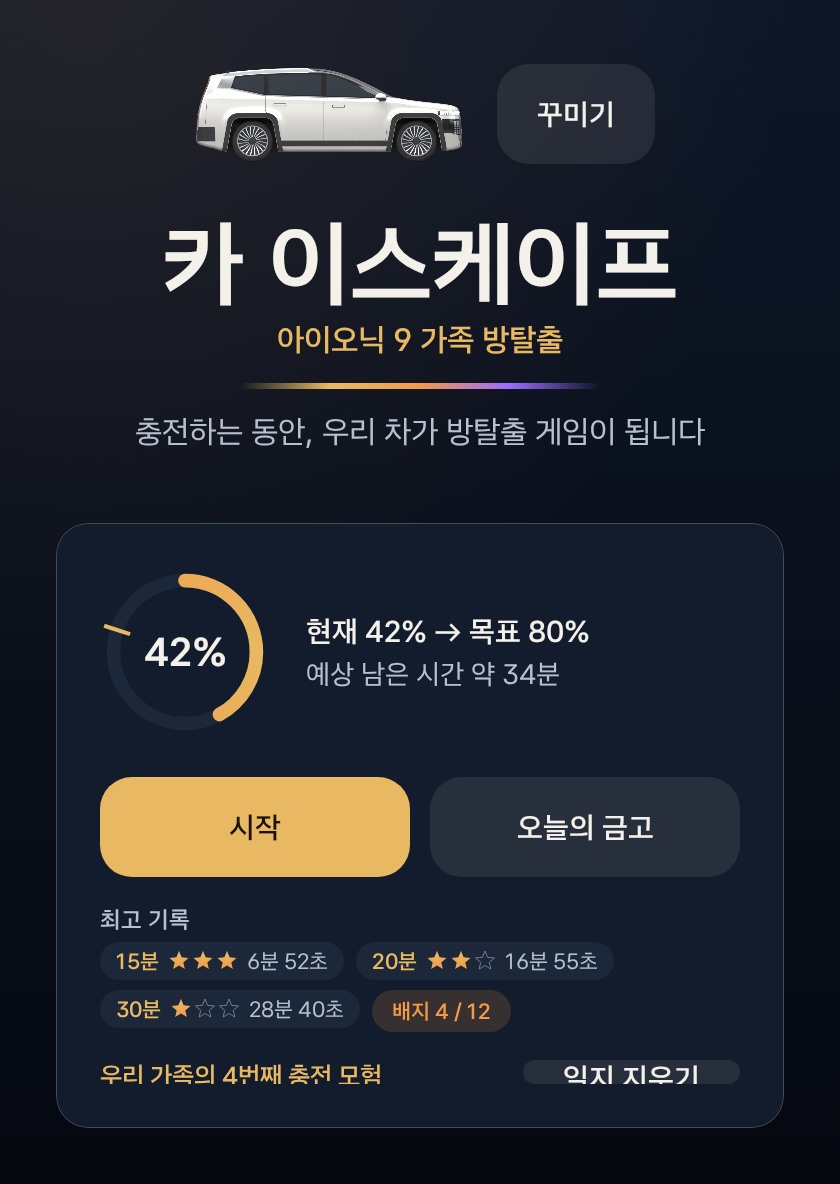 꾸미기
카 이스케이프
아이오닉 9 가족 방탈출
충전하는 동안, 우리 차가 방탈출 게임이 됩니다
42%
현재 42% → 목표 80%
예상 남은 시간 약 34분
시작
오늘의 금고
최고 기록
15분 ★★★ 6분 52초
20분 ★★☆ 16분 55초
30분 ★☆☆ 28분 40초
배지 4 / 12
우리 가족의 4번째 충전 모험
일지 지우기